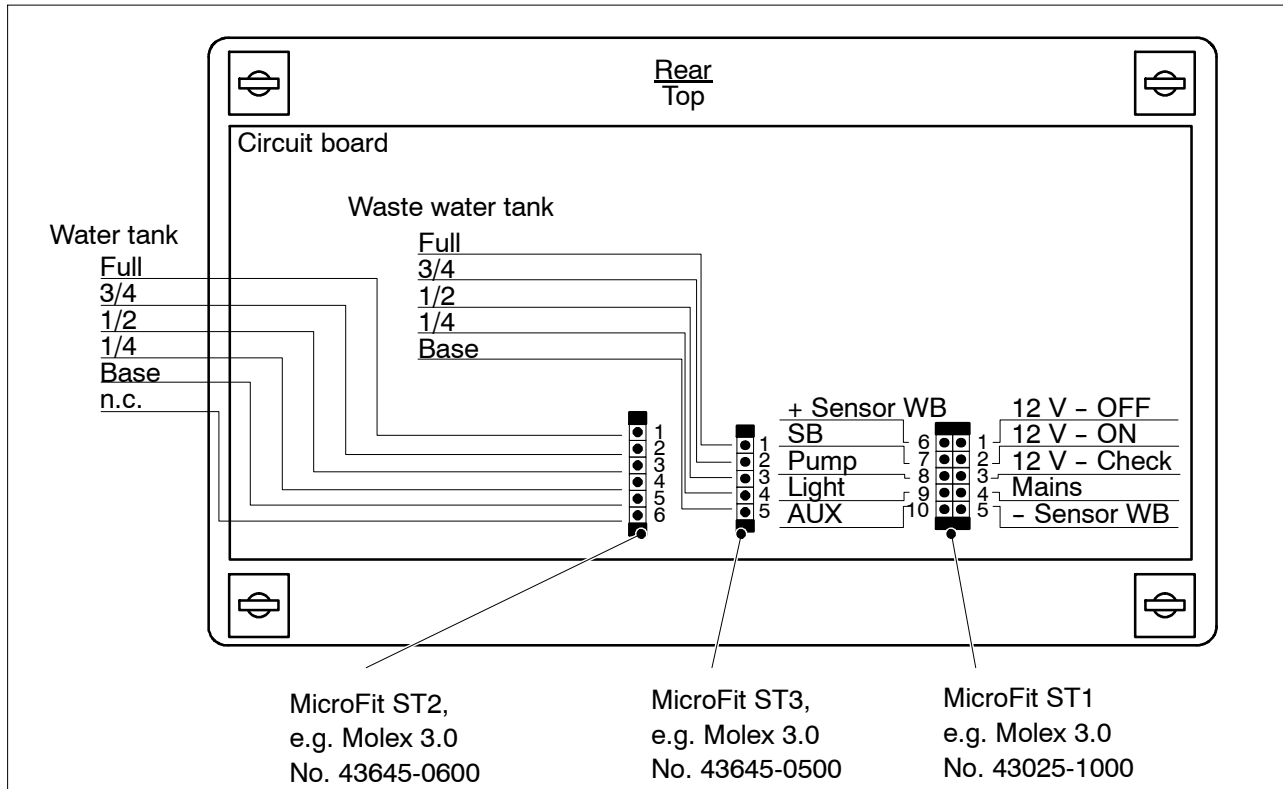 Rear
Top
Circuit board
Waste water tank
Full
3/4
1/2
1/4
Base
Water tank
Full
3/4
1/2
1/4
Base
n.c.
1
2
3
4
5
6
1
2
3
4
5
+ Sensor WB
SB
Pump
Light
AUX
6
7
8
9
10
1
2
3
4
5
12 V - OFF
12 V - ON
12 V - Check
Mains
- Sensor WB
MicroFit ST2,
e.g. Molex 3.0
No. 43645-0600
MicroFit ST3,
e.g. Molex 3.0
No. 43645-0500
MicroFit ST1
e.g. Molex 3.0
No. 43025-1000